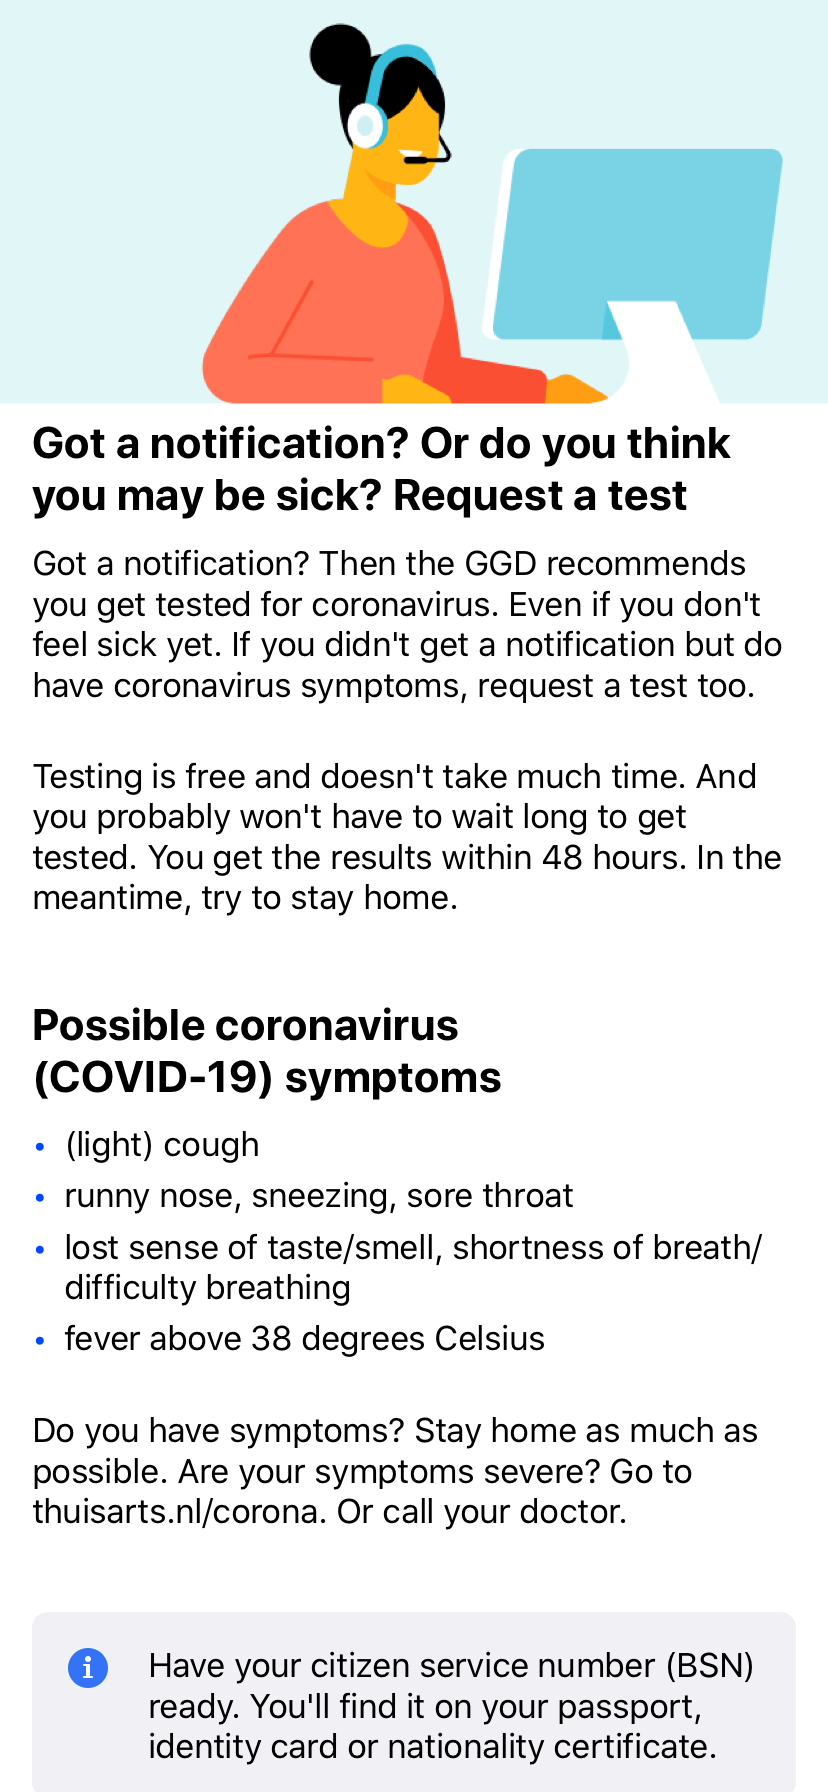 Got a notification? Or do you think
you may be sick? Request a test
Got a notification? Then the GGD recommends
you get tested for coronavirus. Even if you don't
feel sick yet. If you didn't get a notification but do
have coronavirus symptoms, request a test too.
Testing is free and doesn't take much time. And
you probably won't have to wait long to get
tested. You get the results within 48 hours. In the
meantime, try to stay home.
Possible coronavirus
(COVID-19) symptoms
• (light) cough
• runny nose, sneezing, sore throat
• lost sense of taste/smell, shortness of breath/
difficulty breathing
• fever above 38 degrees Celsius
Do you have symptoms? Stay home as much as
possible. Are your symptoms severe? Go to
thuisarts.nl/corona. Or call your doctor.
Have your citizen service number (BSN)
ready. You'll find it on your passport,
identity card or nationality certificate.